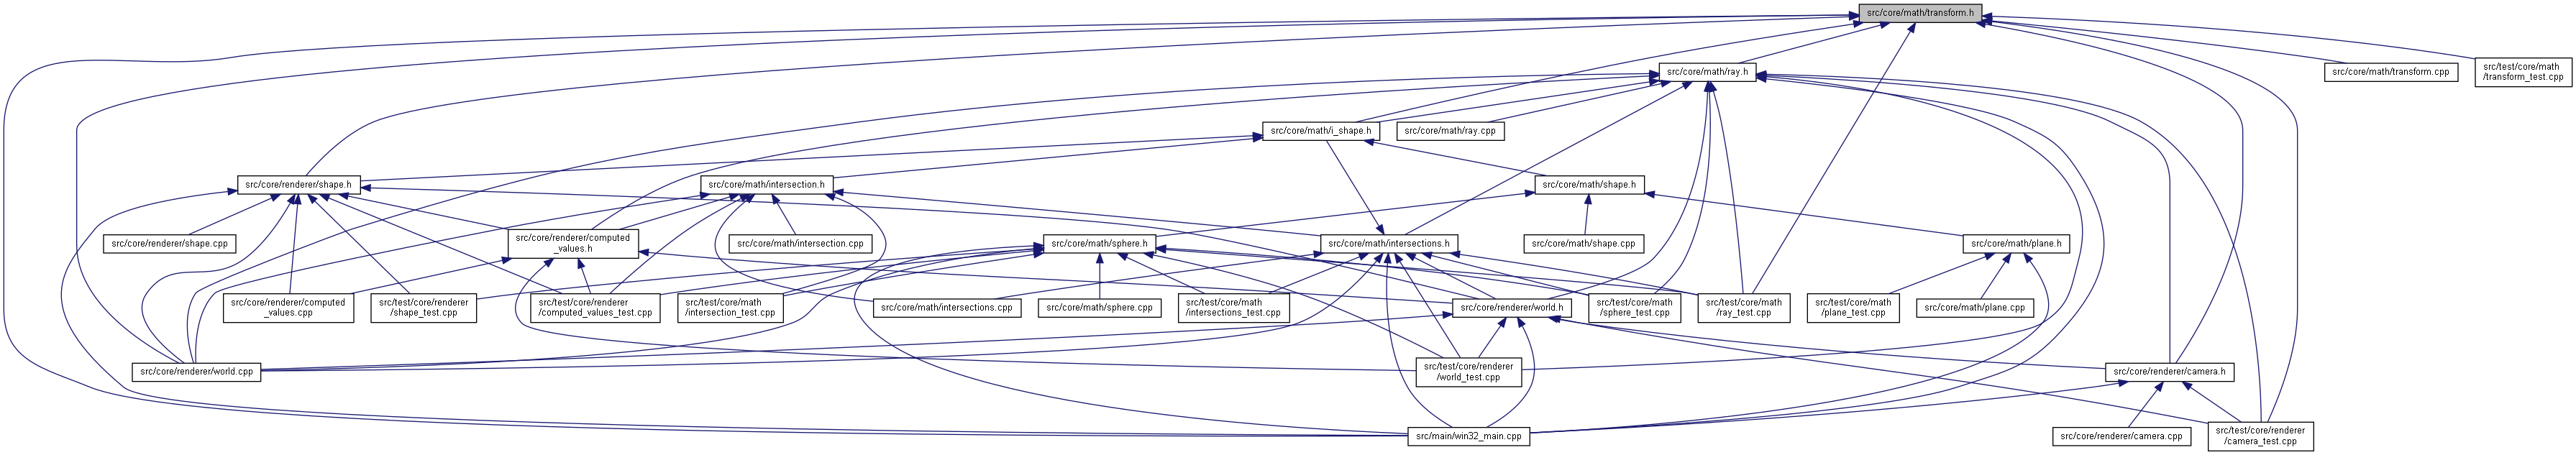 src/core/math/transform.h
src/core/math/ray.h
src/core/math/transform.cpp
src/test/core/math
/transform_test.cpp
src/core/math/i_shape.h
src/core/math/ray.cpp
src/core/renderer/shape.h
src/core/math/intersection.h
src/core/math/shape.h
src/core/renderer/shape.cpp
src/core/renderer/computed
_values.h
src/core/math/intersection.cpp
src/core/math/sphere.h
src/core/math/intersections.h
src/core/math/shape.cpp
src/core/math/plane.h
src/core/renderer/computed
_values.cpp
src/test/core/renderer
/shape_test.cpp
src/test/core/renderer
/computed_values_test.cpp
src/test/core/math
/intersection_test.cpp
src/core/math/intersections.cpp
src/core/math/sphere.cpp
src/test/core/math
/intersections_test.cpp
src/core/renderer/world.h
src/test/core/math
/sphere_test.cpp
src/test/core/math
/ray_test.cpp
src/test/core/math
/plane_test.cpp
src/core/math/plane.cpp
src/core/renderer/world.cpp
src/test/core/renderer
/world_test.cpp
src/core/renderer/camera.h
src/main/win32_main.cpp
src/core/renderer/camera.cpp
src/test/core/renderer
/camera_test.cpp